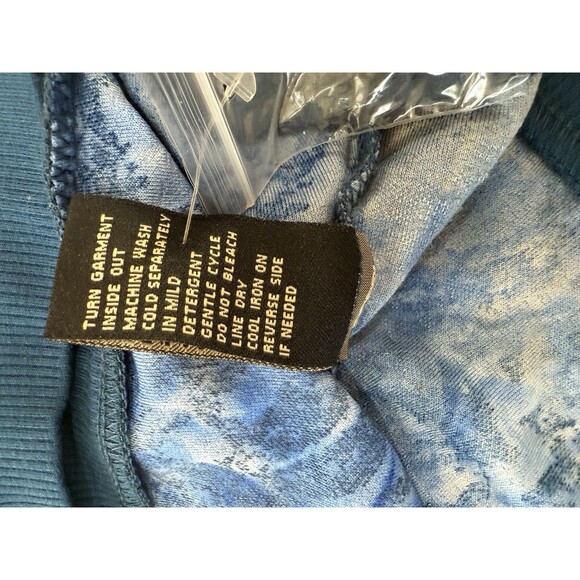 TURN GARMENT
INSIDE OUT
MACHINE WASH
COLD SEPARATELY
IN MILD
DETERGENT
GENTLE CYCLE
DO NOT BLEACH
LINE DRY
COOL IRON ON
REVERSE SIDE
IF NEEDED